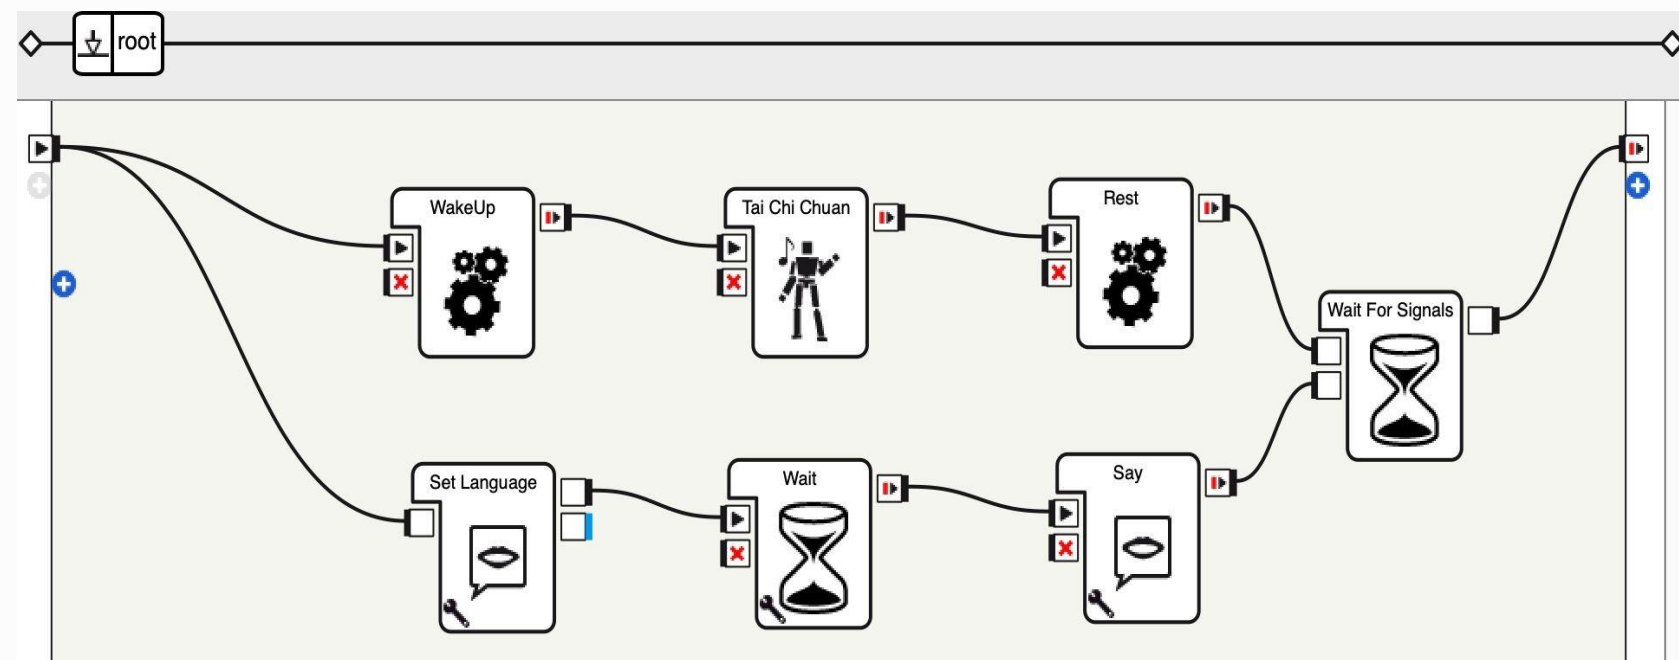 root
WakeUp
Tai Chi Chuan
Rest
Wait For Signals
Set Language
Wait
Say